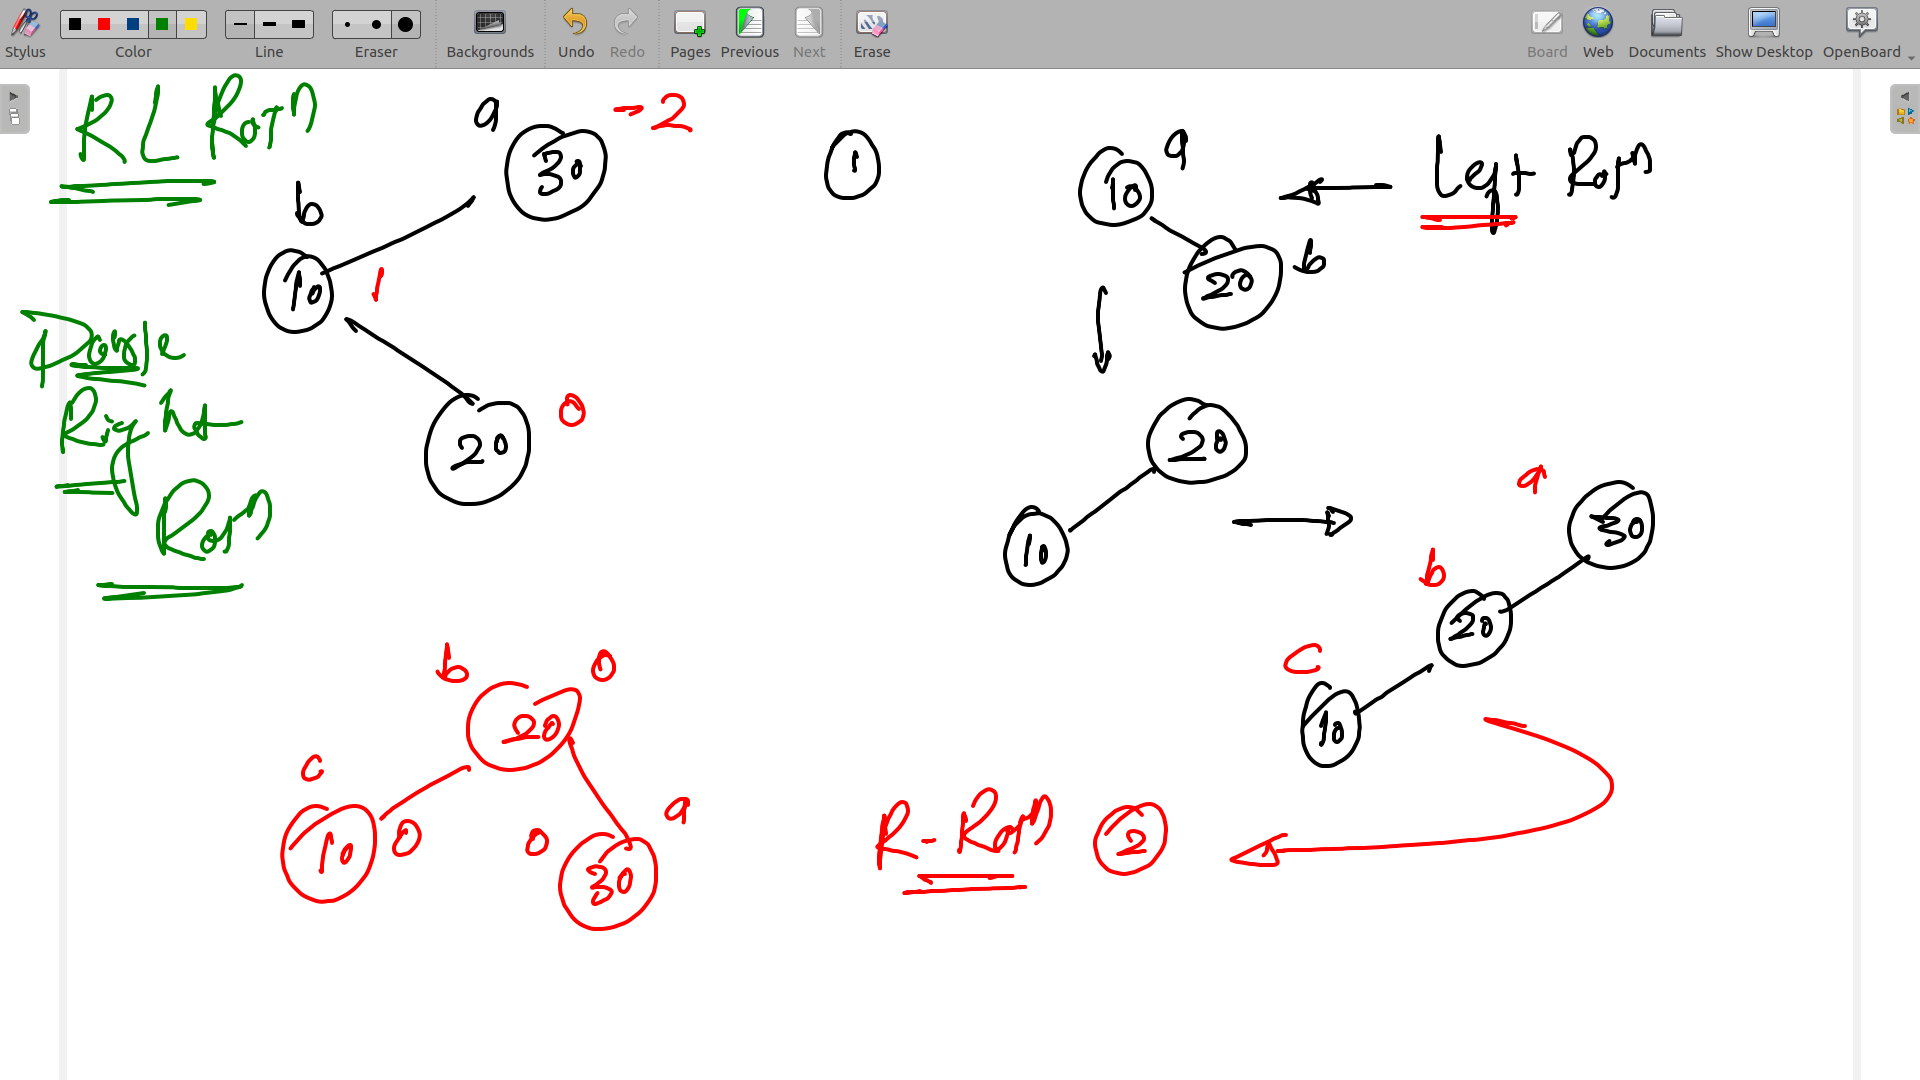 Stylus
Color
Line
Eraser
Backgrounds
Undo
Redo
Pages
Previous
Next
Erase
Board
Web
Documents
Show Desktop
OpenBoard
RL Rotn
a
30
-2
b
10
1
20
0
Double
Right
Rotn
1
10
a
20
b
Left Rotn
20
10
a
30
b
20
c
10
b
0
20
c
10
0
a
0
30
R-Rotn
2